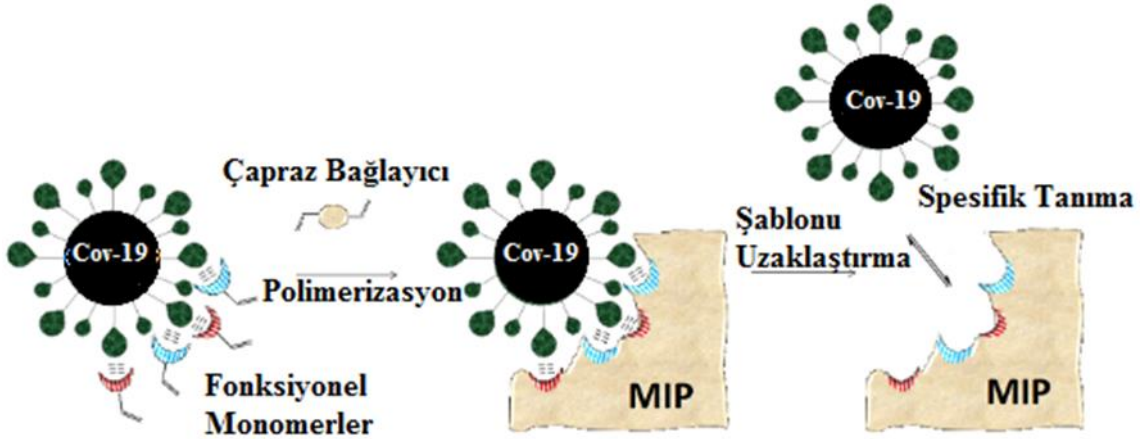 Cov-19
Çapraz Bağlayıcı
Polimerizasyon
Fonksiyonel
Monomerler
Cov-19
MIP
Şablonu
Uzaklaştırma
Cov-19
Spesifik Tanıma
MIP